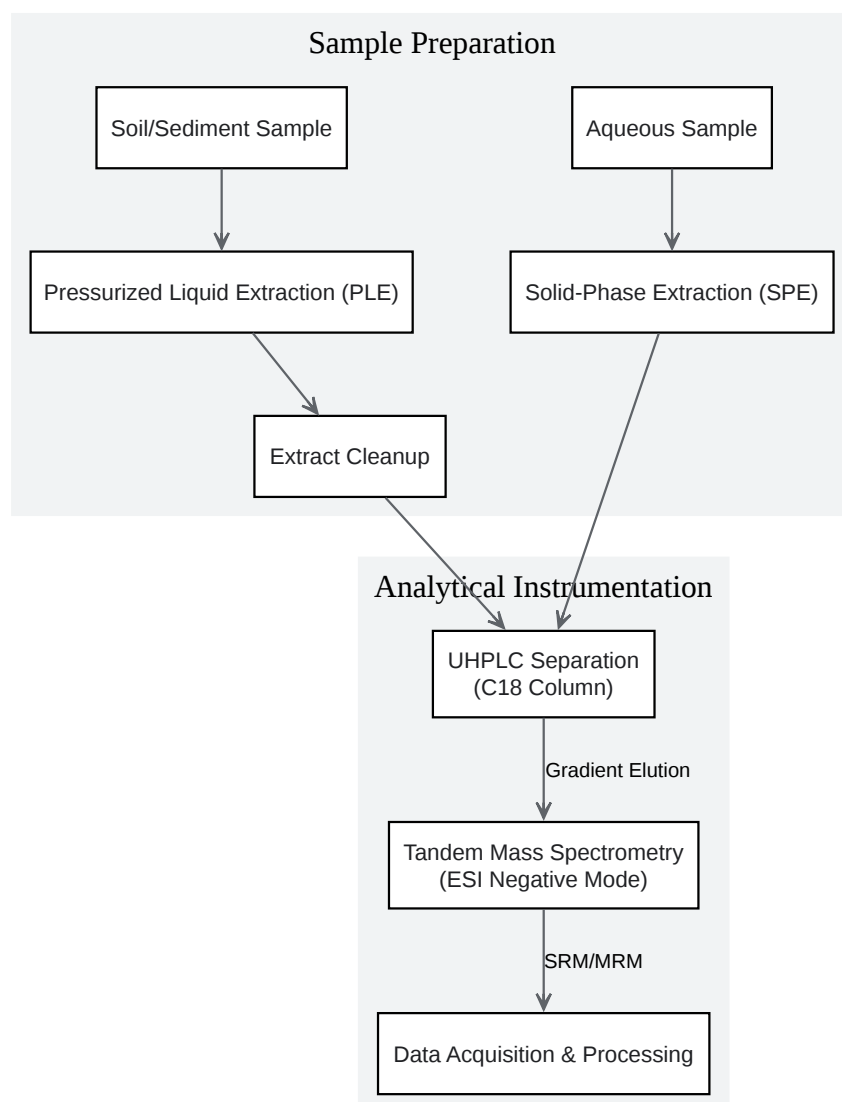 Sample Preparation
Soil/Sediment Sample
Aqueous Sample
Pressurized Liquid Extraction (PLE)
Solid-Phase Extraction (SPE)
Extract Cleanup
Analytical Instrumentation
UHPLC Separation
(C18 Column)
Gradient Elution
Tandem Mass Spectrometry
(ESI Negative Mode)
SRM/MRM
Data Acquisition & Processing